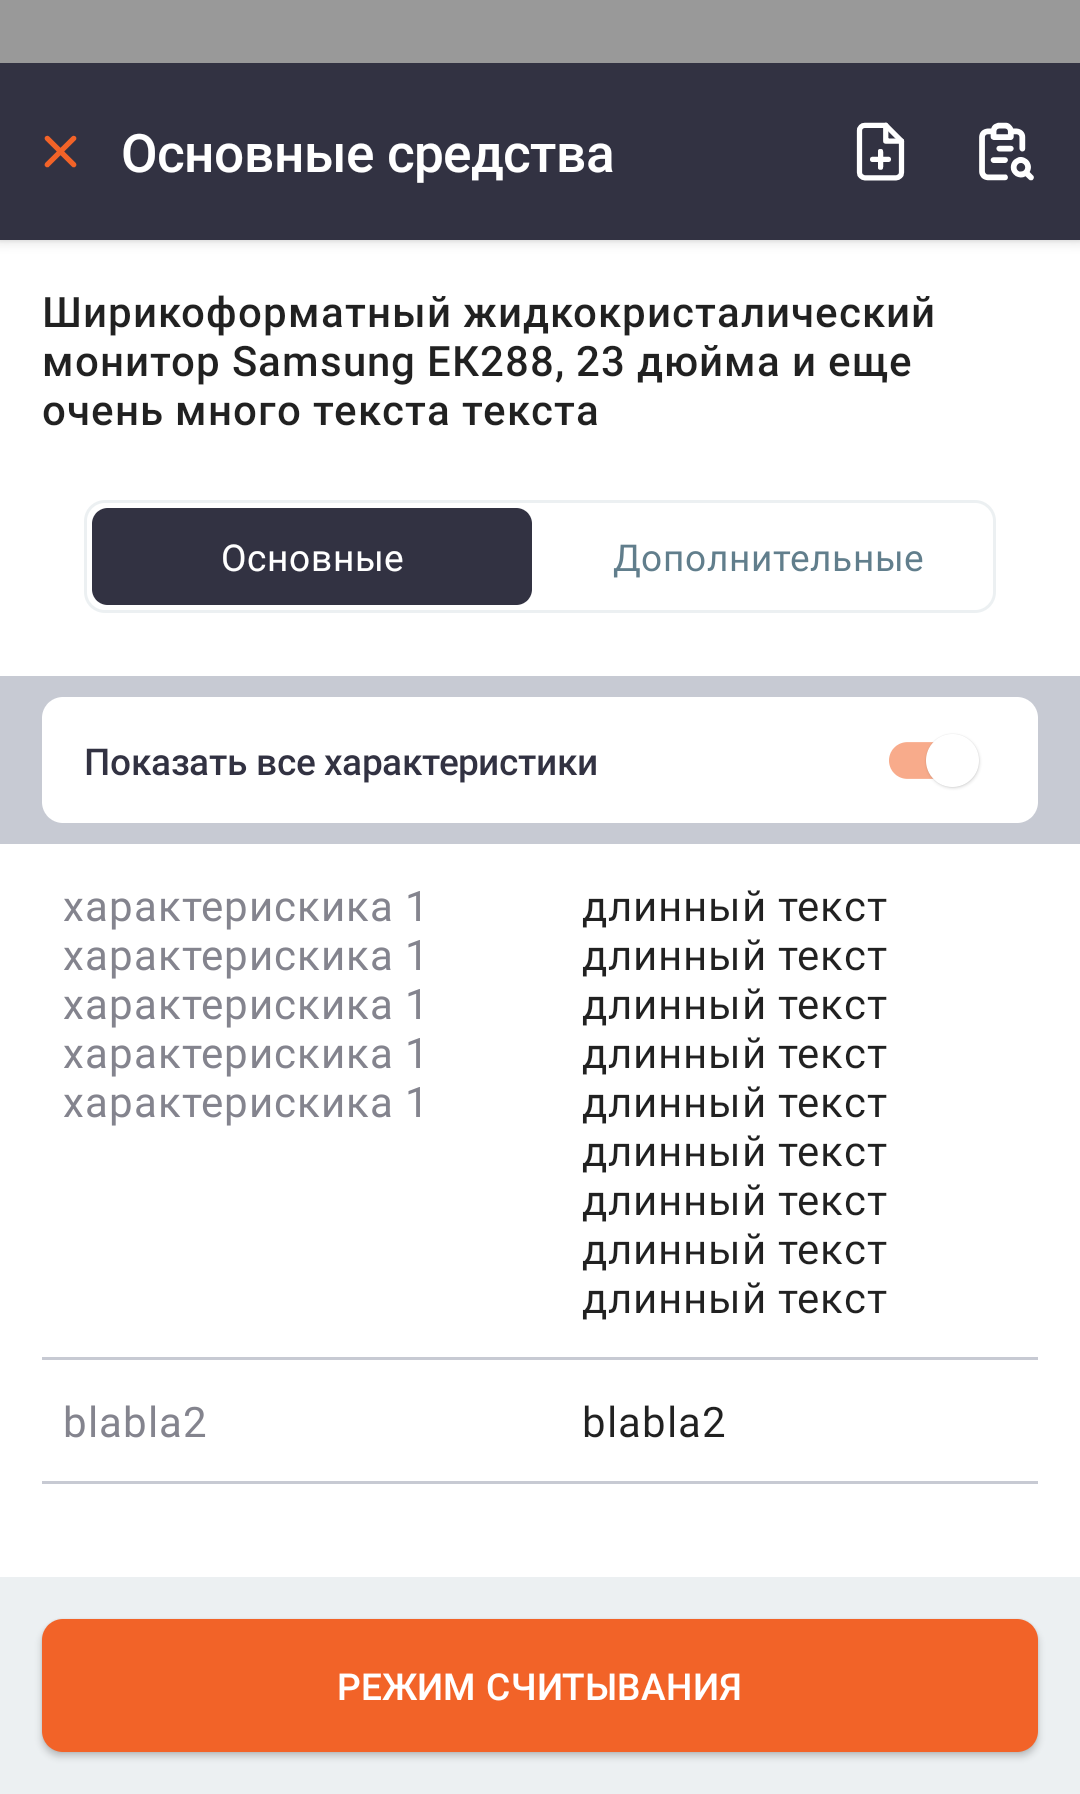 Основные средства
Ширикоформатный жидкокристалический
монитор Samsung ЕК288, 23 дюйма и еще
очень много текста текста
Основные
Дополнительные
Показать все характеристики
характерискика 1
характерискика 1
характерискика 1
характерискика 1
характерискика 1
длинный текст
длинный текст
длинный текст
длинный текст
длинный текст
длинный текст
длинный текст
длинный текст
длинный текст
blabla2
blabla2
РЕЖИМ СЧИТЫВАНИЯ